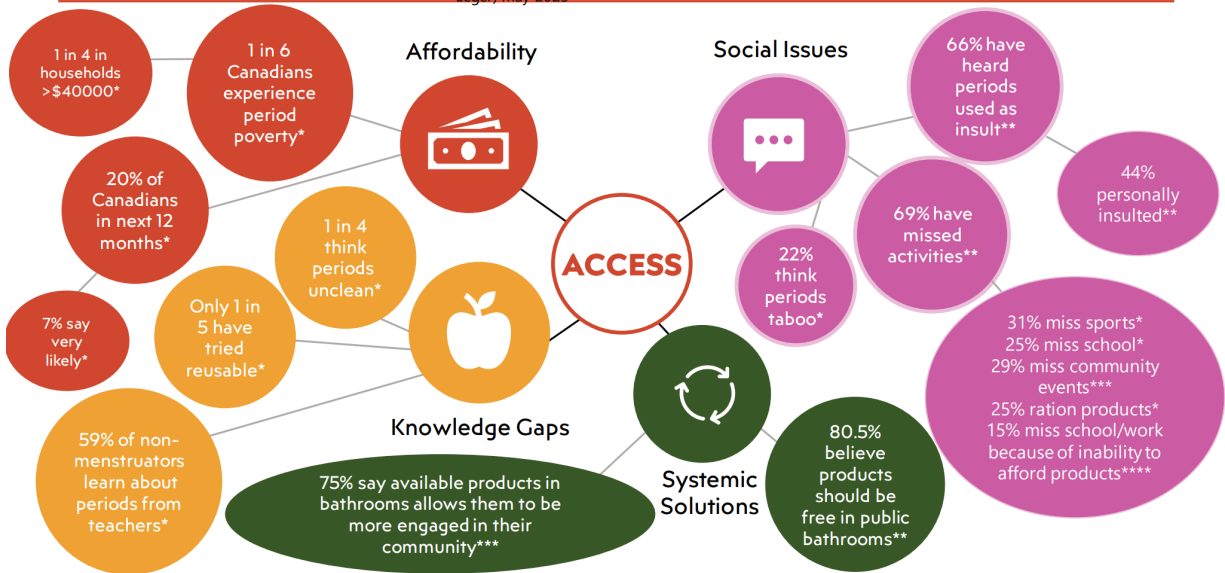 Leger, May 2023
1 in 4 in
households
>$40000*
1 in 6
Canadians
experience
period
poverty*
Affordability
20% of
Canadians
in next 12
months*
7% say
very
likely*
1 in 4
think
periods
unclean*
Only 1 in
5 have
tried
reusable*
59% of non-
menstruators
learn about
periods from
teachers*
Knowledge Gaps
ACCESS
Social Issues
66% have
heard
periods
used as
insult**
44%
personally
insulted**
69% have
missed
activities**
22%
think
periods
taboo*
31% miss sports*
25% miss school*
29% miss community
events***
25% ration products*
15% miss school/work
because of inability to
afford products****
75% say available products in
bathrooms allows them to be
more engaged in their
community***
Systemic
Solutions
80.5%
believe
products
should be
free in public
bathrooms**